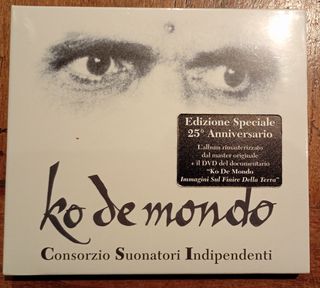 Edizione Speciale
25° Anniversario
L'album rimasterizzato
dal master originale
+ il DVD del documentario
"Ko De Mondo
Immagini Sul Finire Della Terra"
ko de mondo
Consorzio Suonatori Indipendenti